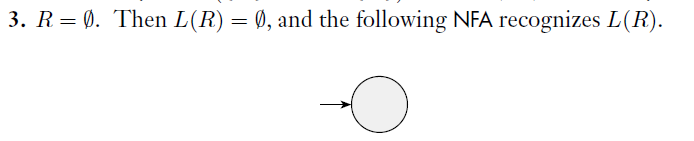 3. R = ∅. Then L(R) = ∅, and the following NFA recognizes L(R).